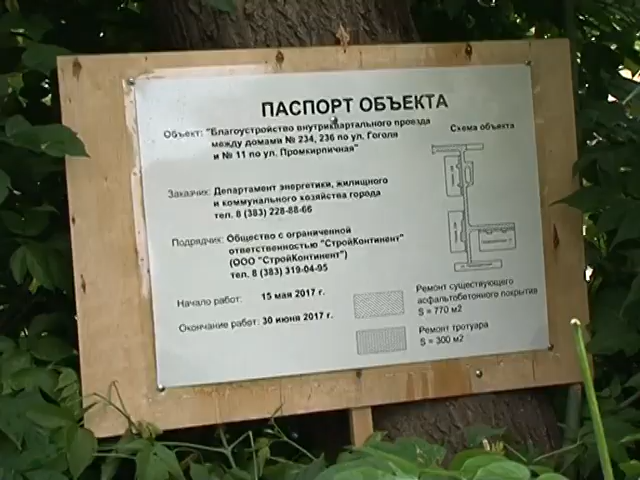 ПАСПОРТ ОБЪЕКТА
Объект: "Благоустройство внутриквартального проезда
между домами № 234, 236 по ул. Гоголя
и № 11 по ул. Промкирпичная"
Схема объекта
Заказчик: Департамент энергетики, жилищного
и коммунального хозяйства города
тел. 8 (383) 228-88-66
Подрядчик: Общество с ограниченной
ответственностью "СтройКонтинент"
(ООО "СтройКонтинент")
тел. 8 (383) 319-04-95
Начало работ: 15 мая 2017 г.
Окончание работ: 30 июня 2017 г.
Ремонт существующего
асфальтобетонного покрытия
S = 770 м2
Ремонт тротуара
S = 300 м2